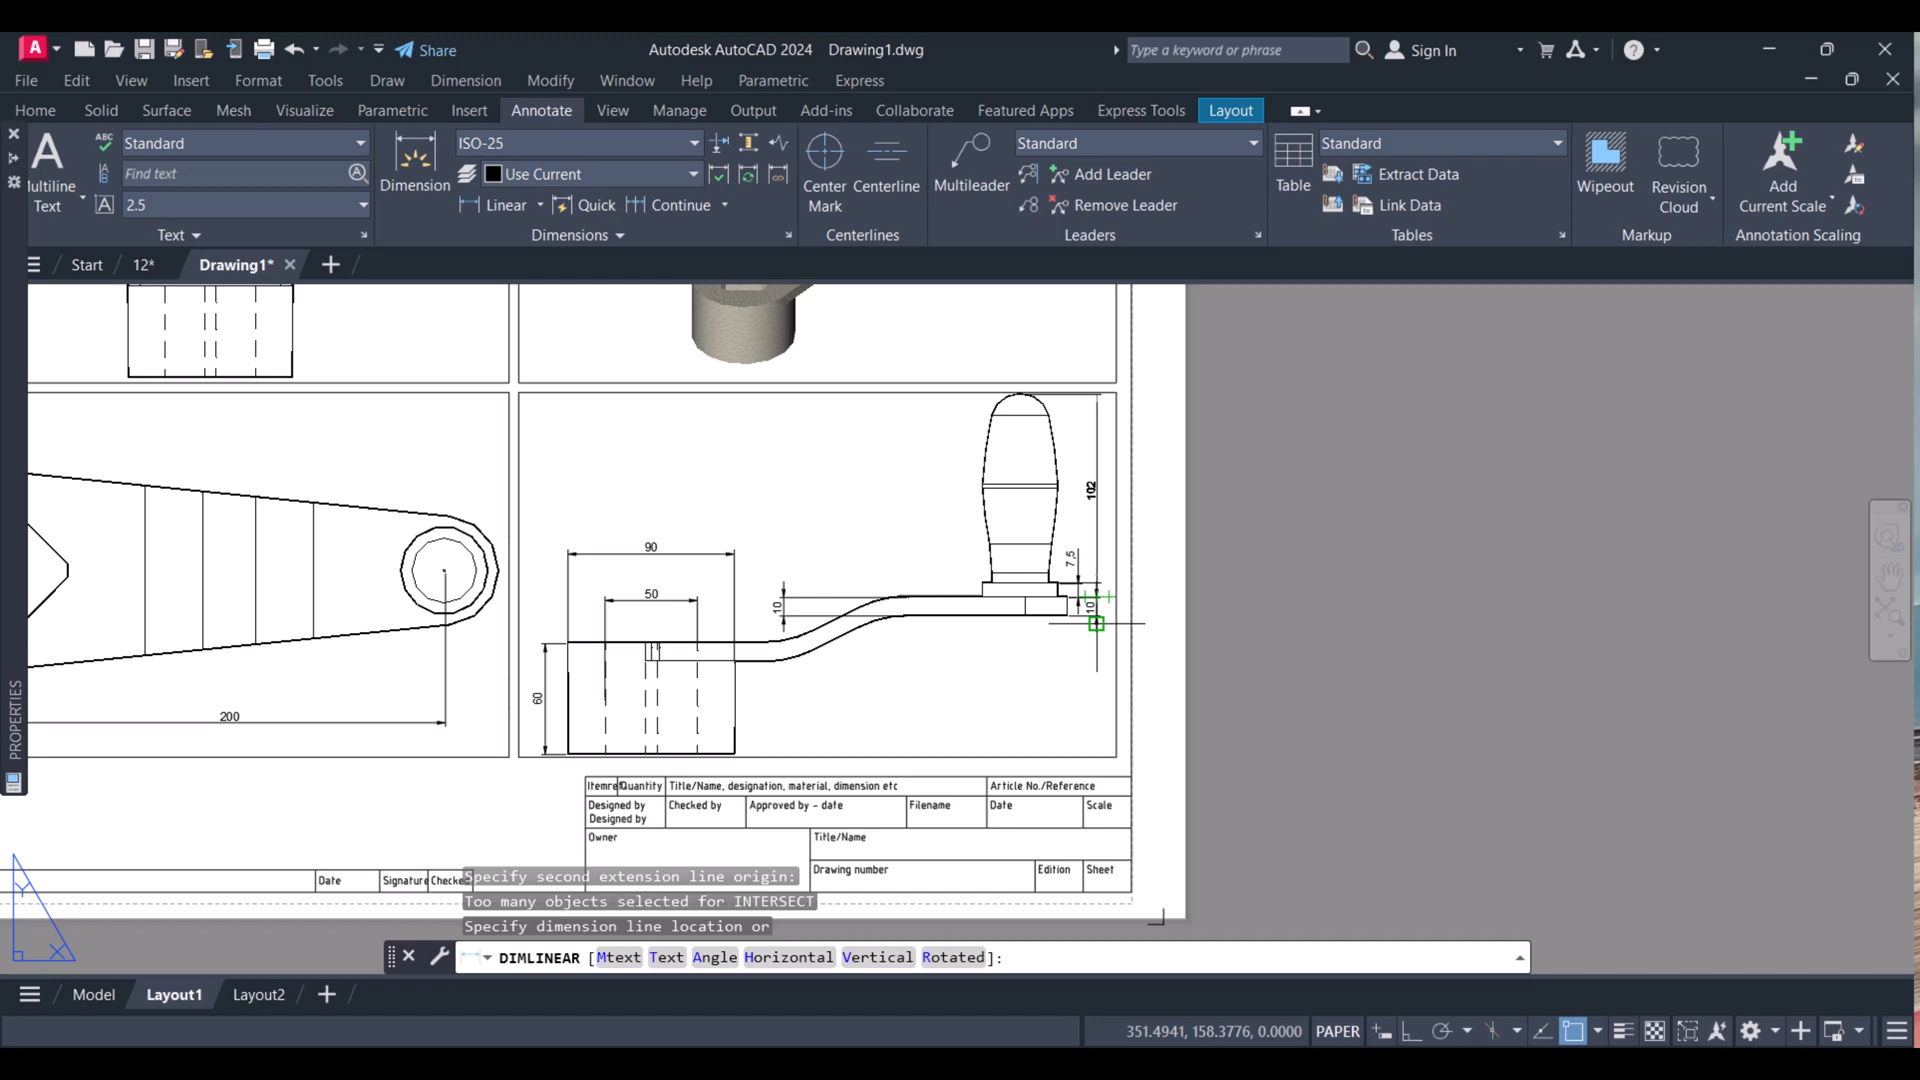 A
Share
Autodesk AutoCAD 2024 Drawing1.dwg
Type a keyword or phrase
Sign In
File Edit View Insert Format Tools Draw Dimension Modify Window Help Parametric Express
Home Solid Surface Mesh Visualize Parametric Insert Annotate View Manage Output Add-ins Collaborate Featured Apps Express Tools Layout
ABC Standard ISO-25 Standard Standard
A
Find text Use Current Add Leader Extract Data
ultiline
Text
2.5
Dimension
Linear Quick Continue
Center
Mark
Centerline
Multileader
Remove Leader
Table
Link Data
Wipeout
Revision
Cloud
Add
Current Scale
Text Dimensions Centerlines Leaders Tables Markup Annotation Scaling
Start 12* Drawing1*
102
7,5
90
50
10
10
60
200
2D
PROPERTIES
Quantity Title/Name, designation, material, dimension etc Article No./Reference
Designed by Checked by Approved by - date Filename Date Scale
Designed by
Owner Title/Name
Drawing number Edition Sheet
Date Signature
Y
X
Specify second extension line origin:
Too many objects selected for INTERSECT
Specify dimension line location or
DIMLINEAR [Mtext Text Angle Horizontal Vertical Rotated]:
Model Layout1 Layout2
351.4941, 158.3776, 0.0000 PAPER